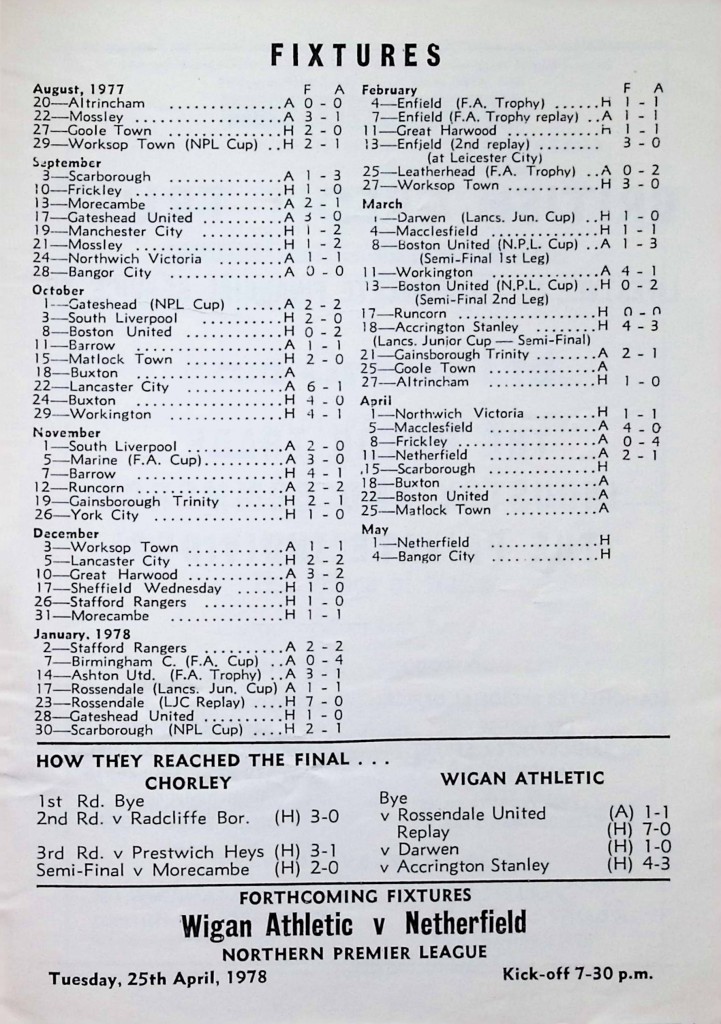 FIXTURES
August, 1977 F A
20—Altrincham ..............A 0 - 0
22—Mossley ..................A 3 - 1
27—Goole Town ..............H 2 - 0
29—Worksop Town (NPL Cup) ..H 2 - 1
September
3—Scarborough ..............A 1 - 3
10—Frickley ..................H 1 - 0
13—Morecambe ................A 2 - 1
17—Gateshead United ..........A 3 - 0
19—Manchester City ..........H 1 - 2
21—Mossley ..................H 1 - 2
24—Northwich Victoria ........A 1 - 1
28—Bangor City ..............A 0 - 0
October
1—Gateshead (NPL Cup) ......A 2 - 2
3—South Liverpool ..........H 2 - 0
8—Boston United ............H 0 - 2
11—Barrow ..................A 1 - 1
15—Matlock Town ............H 2 - 0
18—Buxton ..................A
22—Lancaster City ............A 6 - 1
24—Buxton ..................H 4 - 0
29—Workington ..............H 4 - 1
November
1—South Liverpool ..........A 2 - 0
5—Marine (F.A. Cup)..........A 3 - 0
7—Barrow ..................H 4 - 1
12—Runcorn ..................A 2 - 2
19—Gainsborough Trinity ......H 2 - 1
26—York City ................H 1 - 0
December
3—Worksop Town ............A 1 - 1
5—Lancaster City ............H 2 - 2
10—Great Harwood ............A 3 - 2
17—Sheffield Wednesday ......H 1 - 0
26—Stafford Rangers ..........H 1 - 0
31—Morecambe ..............H 1 - 1
January, 1978
2—Stafford Rangers ..........A 2 - 2
7—Birmingham C. (F.A. Cup) ..A 0 - 4
14—Ashton Utd. (F.A. Trophy) ..A 3 - 1
17—Rossendale (Lancs. Jun. Cup) A 1 - 1
23—Rossendale (LJC Replay) ....H 7 - 0
28—Gateshead United ..........H 1 - 0
30—Scarborough (NPL Cup) ....H 2 - 1
February F A
4—Enfield (F.A. Trophy) ......H 1 - 1
7—Enfield (F.A. Trophy replay) ..A 1 - 1
11—Great Harwood ............H 1 - 1
13—Enfield (2nd replay) ........ 3 - 0
(at Leicester City)
25—Leatherhead (F.A. Trophy) ..A 0 - 2
27—Worksop Town ............H 3 - 0
March
1—Darwen (Lancs. Jun. Cup) ..H 1 - 0
4—Macclesfield ..............H 1 - 1
8—Boston United (N.P.L. Cup) ..A 1 - 3
(Semi-Final 1st Leg)
11—Workington ..............A 4 - 1
13—Boston United (N.P.L. Cup) ..H 0 - 2
(Semi-Final 2nd Leg)
17—Runcorn ..................H 0 - 0
18—Accrington Stanley ........H 4 - 3
(Lancs. Junior Cup — Semi-Final)
21—Gainsborough Trinity ........A 2 - 1
25—Goole Town ..............A
27—Altrincham ................H 1 - 0
April
1—Northwich Victoria ........H 1 - 1
5—Macclesfield ..............A 4 - 0
8—Frickley ..................A 0 - 4
11—Netherfield ..............A 2 - 1
15—Scarborough ..............H
18—Buxton ..................A
22—Boston United ............A
25—Matlock Town ............A
May
1—Netherfield ..............H
4—Bangor City ..............H
HOW THEY REACHED THE FINAL . . .
CHORLEY
1st Rd. Bye
2nd Rd. v Radcliffe Bor. (H) 3-0
3rd Rd. v Prestwich Heys (H) 3-1
Semi-Final v Morecambe (H) 2-0
WIGAN ATHLETIC
Bye
v Rossendale United (A) 1-1
Replay (H) 7-0
v Darwen (H) 1-0
v Accrington Stanley (H) 4-3
FORTHCOMING FIXTURES
Wigan Athletic v Netherfield
NORTHERN PREMIER LEAGUE
Tuesday, 25th April, 1978 Kick-off 7-30 p.m.